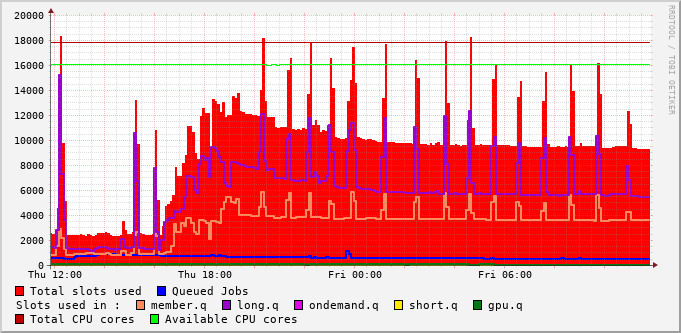 20000
18000
16000
14000
12000
10000
8000
6000
4000
2000
0
Thu 12:00 Thu 18:00 Fri 00:00 Fri 06:00
RRDTOOL / TOBI OETIKER
Total slots used Queued Jobs
Slots used in : member.q long.q ondemand.q short.q gpu.q
Total CPU cores Available CPU cores